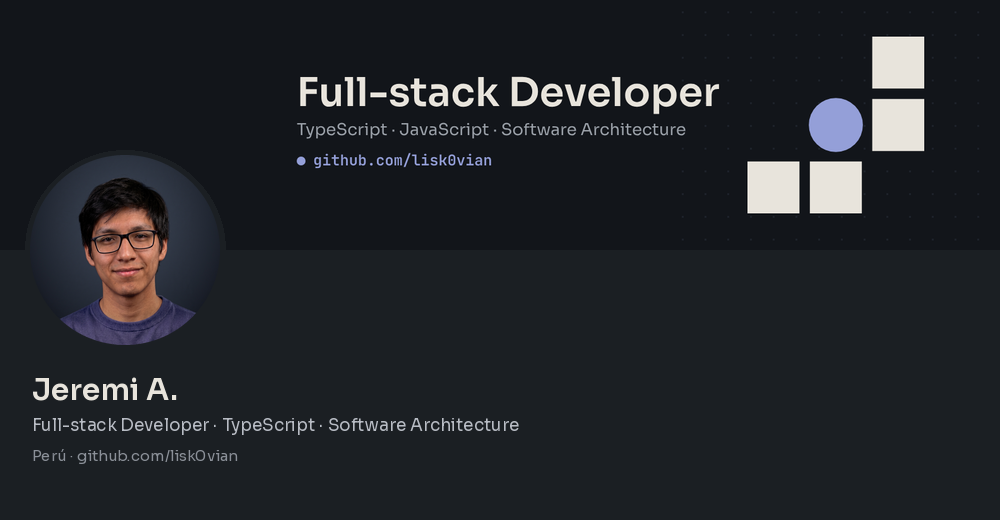 Full-stack Developer
TypeScript · JavaScript · Software Architecture
github.com/lisk0vian
Jeremi A.
Full-stack Developer · TypeScript · Software Architecture
Perú · github.com/lisk0vian